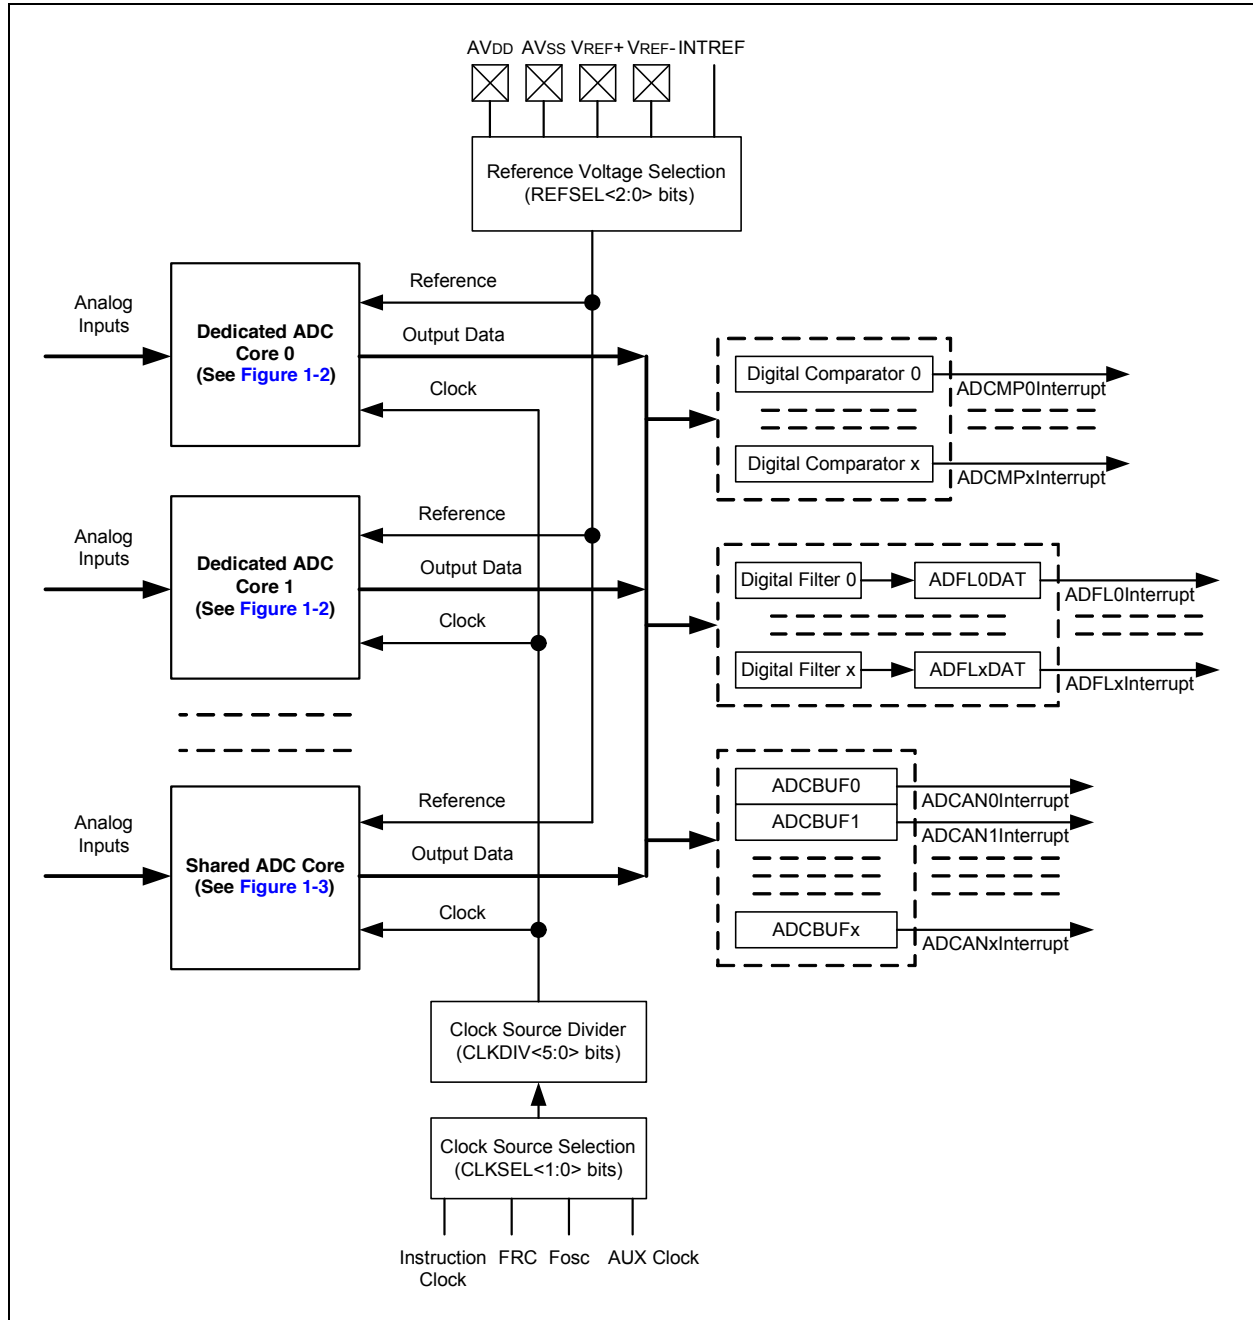 AVDD AVSS VREF+ VREF- INTREF
Reference Voltage Selection
(REFSEL<2:0> bits)
Analog
Inputs
Dedicated ADC
Core 0
(See Figure 1-2)
Reference
Output Data
Clock
Digital Comparator 0
ADCMP0Interrupt
Digital Comparator x
ADCMPxInterrupt
Analog
Inputs
Dedicated ADC
Core 1
(See Figure 1-2)
Reference
Output Data
Clock
Digital Filter 0
ADFL0DAT
ADFL0Interrupt
Digital Filter x
ADFLxDAT
ADFLxInterrupt
Analog
Inputs
Shared ADC Core
(See Figure 1-3)
Reference
Output Data
Clock
ADCBUF0
ADCAN0Interrupt
ADCBUF1
ADCAN1Interrupt
ADCBUFx
ADCANxInterrupt
Clock Source Divider
(CLKDIV<5:0> bits)
Clock Source Selection
(CLKSEL<1:0> bits)
Instruction
Clock
FRC
Fosc
AUX Clock